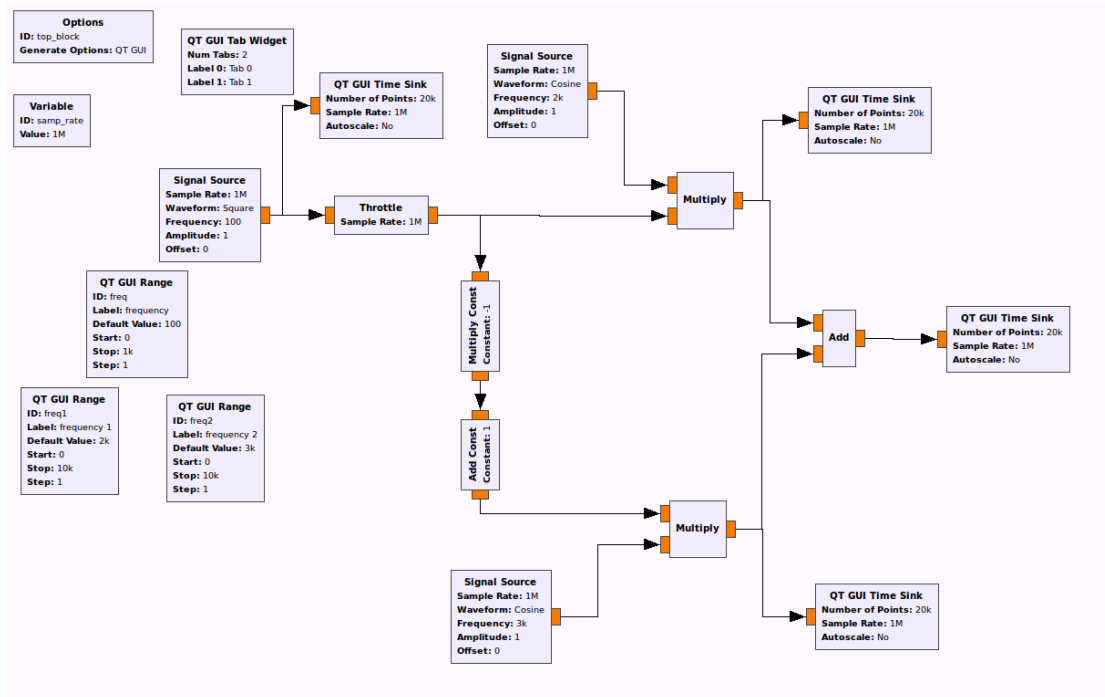 Options
ID: top_block
Generate Options: QT GUI
Variable
ID: samp_rate
Value: 1M
QT GUI Tab Widget
Num Tabs: 2
Label 0: Tab 0
Label 1: Tab 1
QT GUI Time Sink
Number of Points: 20k
Sample Rate: 1M
Autoscale: No
Signal Source
Sample Rate: 1M
Waveform: Cosine
Frequency: 2k
Amplitude: 1
Offset: 0
QT GUI Time Sink
Number of Points: 20k
Sample Rate: 1M
Autoscale: No
Signal Source
Sample Rate: 1M
Waveform: Square
Frequency: 100
Amplitude: 1
Offset: 0
Throttle
Sample Rate: 1M
Multiply
QT GUI Range
ID: freq
Label: frequency
Default Value: 100
Start: 0
Stop: 1k
Step: 1
Multiply Const
Constant: -1
Add
QT GUI Time Sink
Number of Points: 20k
Sample Rate: 1M
Autoscale: No
QT GUI Range
ID: freq1
Label: frequency 1
Default Value: 2k
Start: 0
Stop: 10k
Step: 1
QT GUI Range
ID: freq2
Label: frequency 2
Default Value: 3k
Start: 0
Stop: 10k
Step: 1
Add Const
Constant: 1
Multiply
Signal Source
Sample Rate: 1M
Waveform: Cosine
Frequency: 3k
Amplitude: 1
Offset: 0
QT GUI Time Sink
Number of Points: 20k
Sample Rate: 1M
Autoscale: No